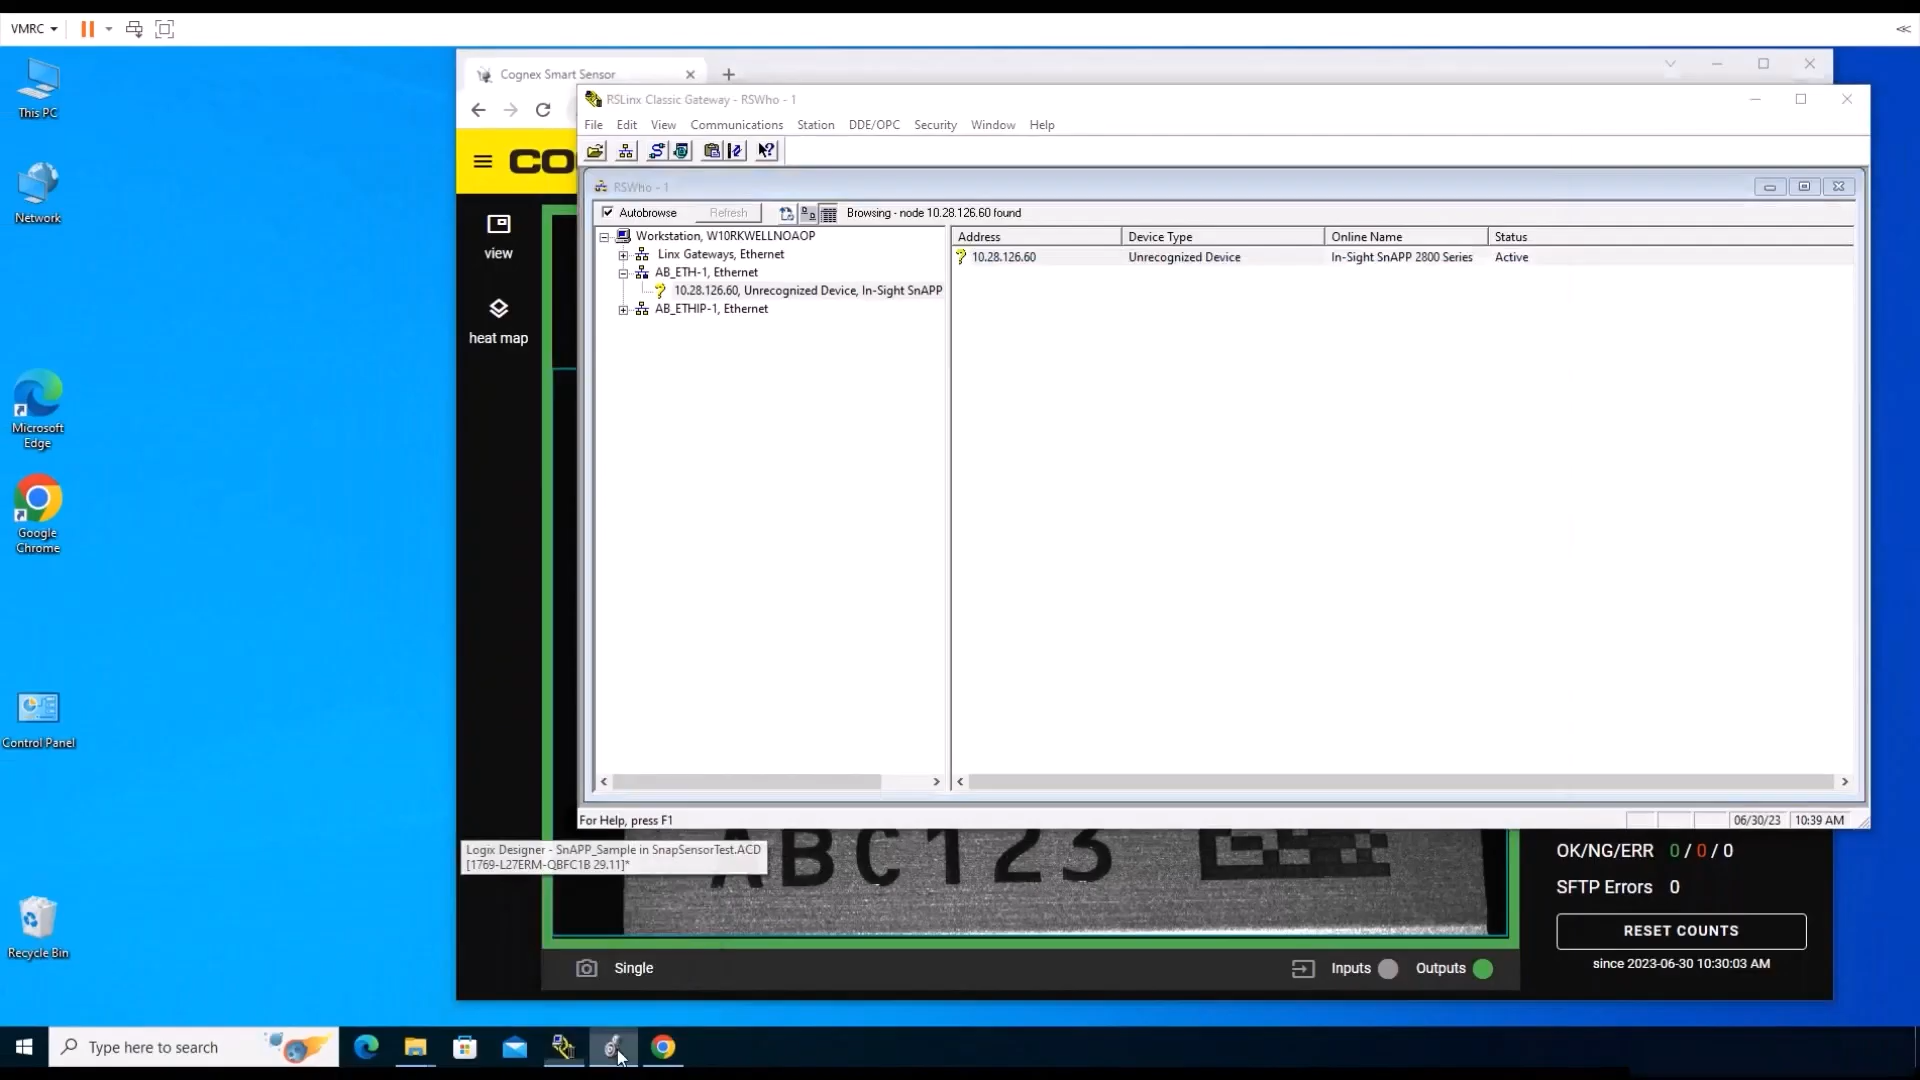 VMRC
This PC
Network
Microsoft
Edge
Google
Chrome
Control Panel
Recycle Bin
Cognex Smart Sensor
CO
view
heat map
RSLinx Classic Gateway - RSWho - 1
File Edit View Communications Station DDE/OPC Security Window Help
RSWho - 1
Autobrowse Refresh Browsing - node 10.28.126.60 found
Workstation, W10RKWELLNOAOP
Linx Gateways, Ethernet
AB_ETH-1, Ethernet
10.28.126.60, Unrecognized Device, In-Sight SnAPP
AB_ETHIP-1, Ethernet
Address Device Type Online Name Status
10.28.126.60 Unrecognized Device In-Sight SnAPP 2800 Series Active
For Help, press F1
06/30/23 10:39 AM
Logix Designer - SnAPP_Sample in SnapSensorTest.ACD
[1769-L27ERM-QBFC1B 29.11]*
ABC123
OK/NG/ERR 0 / 0 / 0
SFTP Errors 0
RESET COUNTS
since 2023-06-30 10:30:03 AM
Single
Inputs Outputs
Type here to search